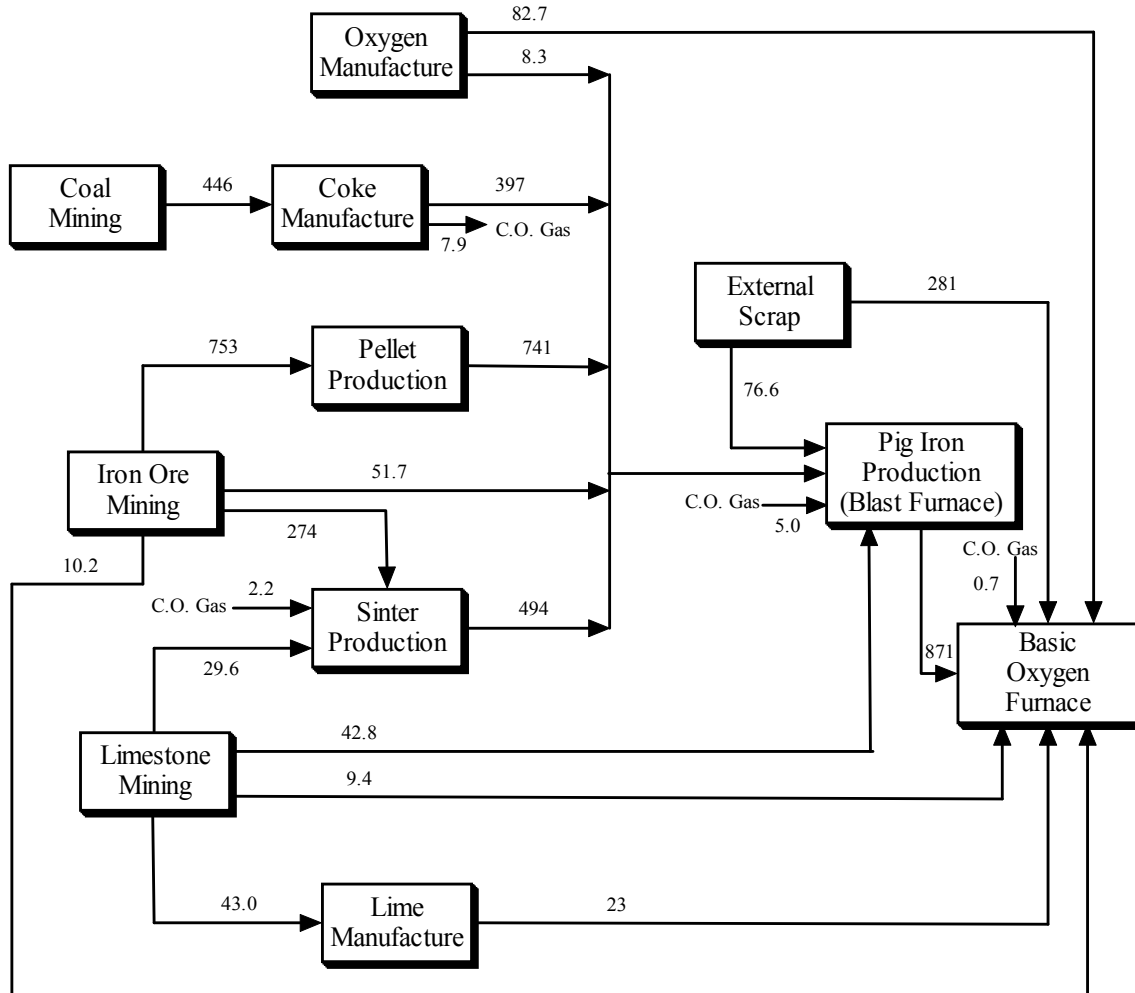 82.7
Oxygen
Manufacture
8.3
Coal
Mining
446
Coke
Manufacture
397
7.9
C.O. Gas
External
Scrap
281
753
Pellet
Production
741
76.6
Iron Ore
Mining
51.7
274
Pig Iron
Production
(Blast Furnace)
C.O. Gas
5.0
10.2
C.O. Gas
2.2
Sinter
Production
494
C.O. Gas
0.7
29.6
871
Basic
Oxygen
Furnace
Limestone
Mining
42.8
9.4
43.0
Lime
Manufacture
23